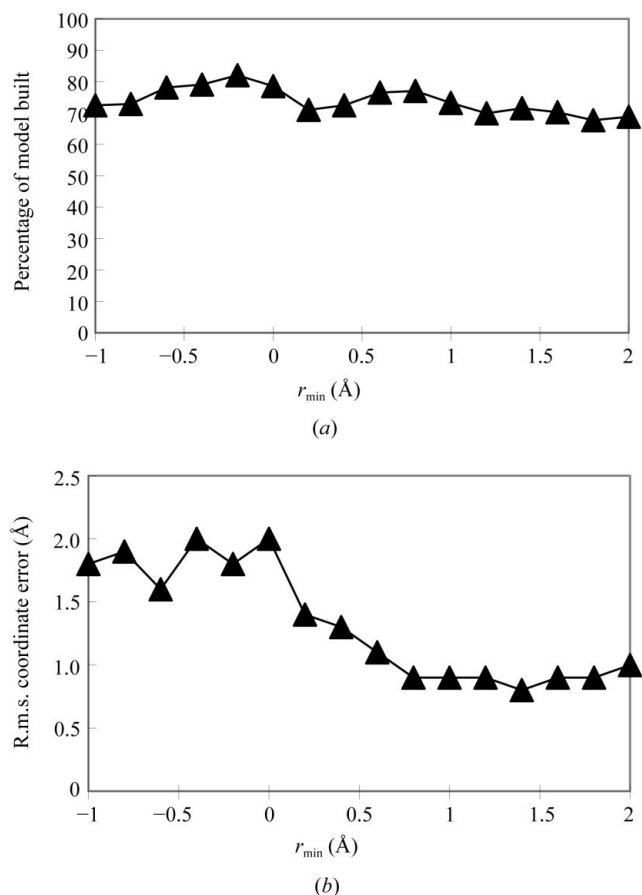 100
90
80
70
60
50
40
30
20
10
0
Percentage of model built
−1 −0.5 0 0.5 1 1.5 2
r_min (Å)
(a)
2.5
2.0
1.5
1.0
0.5
0
R.m.s. coordinate error (Å)
−1 −0.5 0 0.5 1 1.5 2
r_min (Å)
(b)